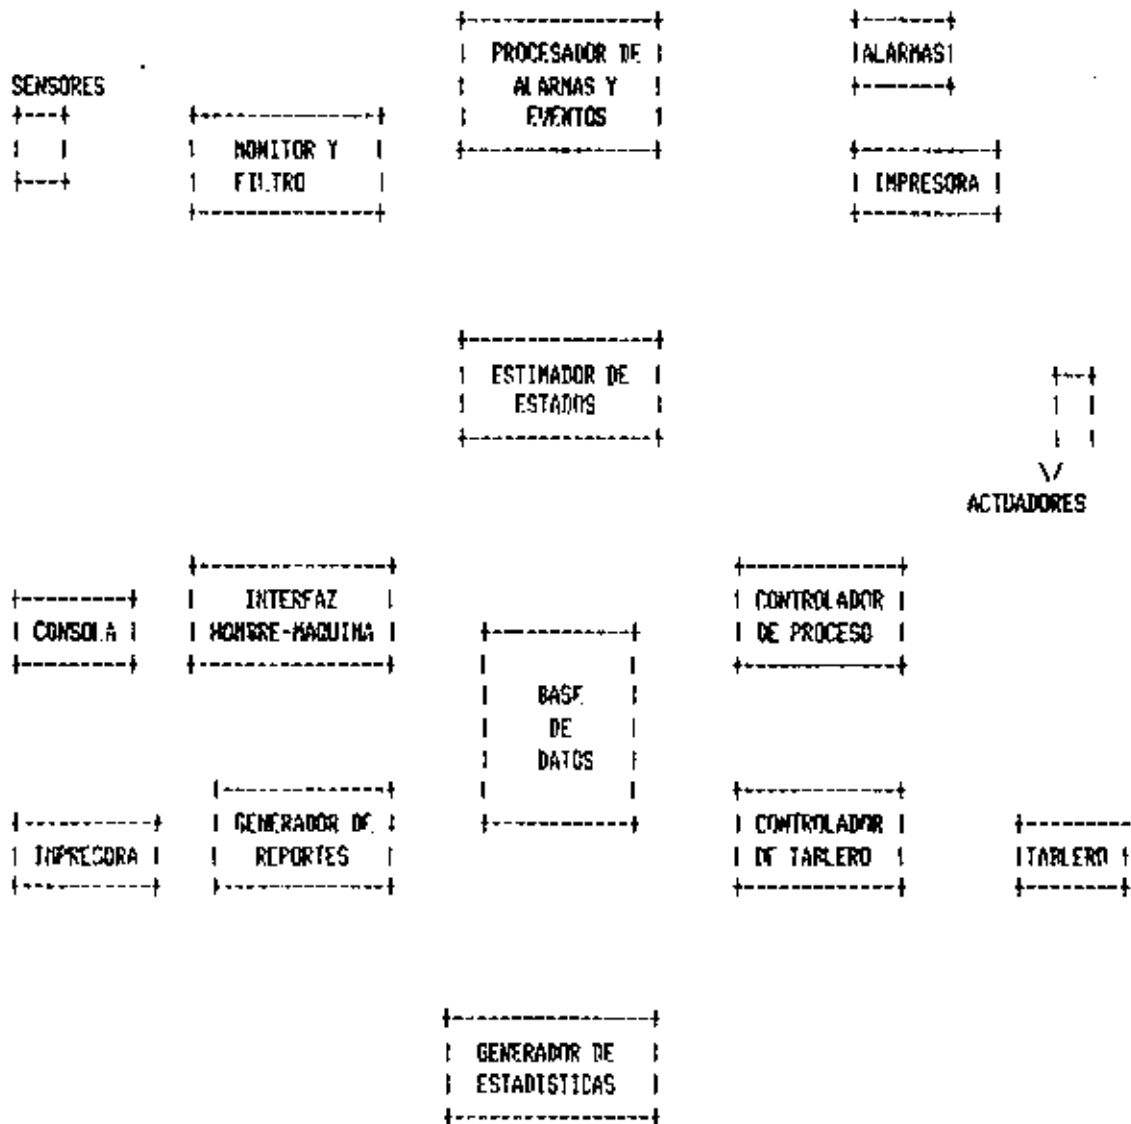 PROCESADOR DE
ALARMAS Y
EVENTOS
ALARMAS
SENSORES
MONITOR Y
FILTRO
IMPRESORA
ESTIMADOR DE
ESTADOS
ACTUADORES
CONSOLA
INTERFAZ
HOMBRE-MAQUINA
CONTROLADOR
DE PROCESO
BASE
DE
DATOS
IMPRESORA
GENERADOR DE
REPORTES
CONTROLADOR
DE TABLERO
TABLERO
GENERADOR DE
ESTADISTICAS